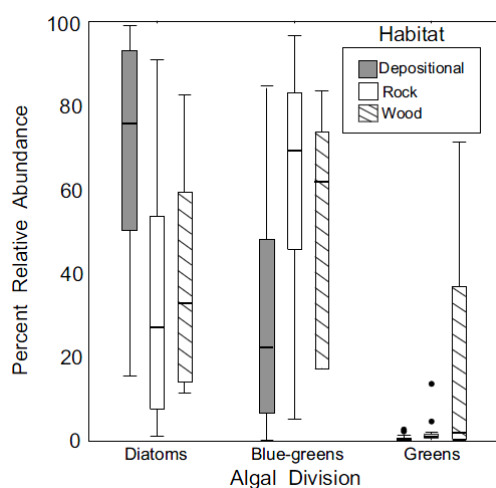 Habitat
Depositional
Rock
Wood
Percent Relative Abundance
100
80
60
40
20
0
Diatoms Blue-greens Greens
Algal Division